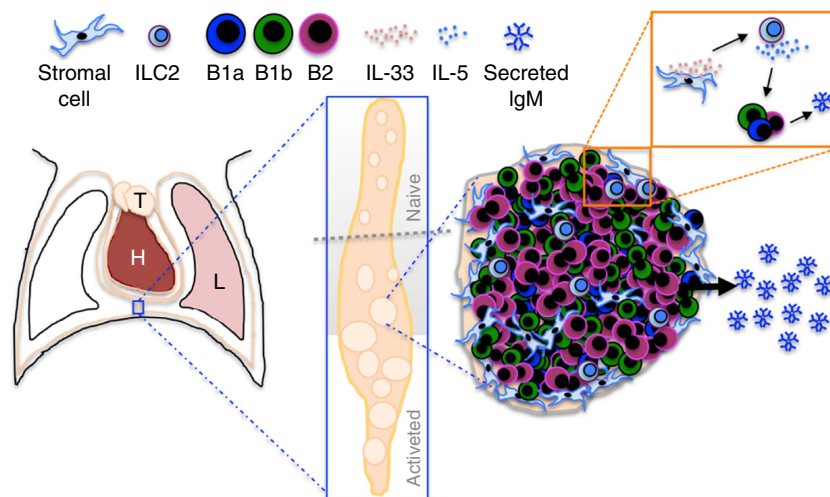 Stromal cell
ILC2
B1a
B1b
B2
IL-33
IL-5
Secreted IgM
T
H
L
Naive
Activeted